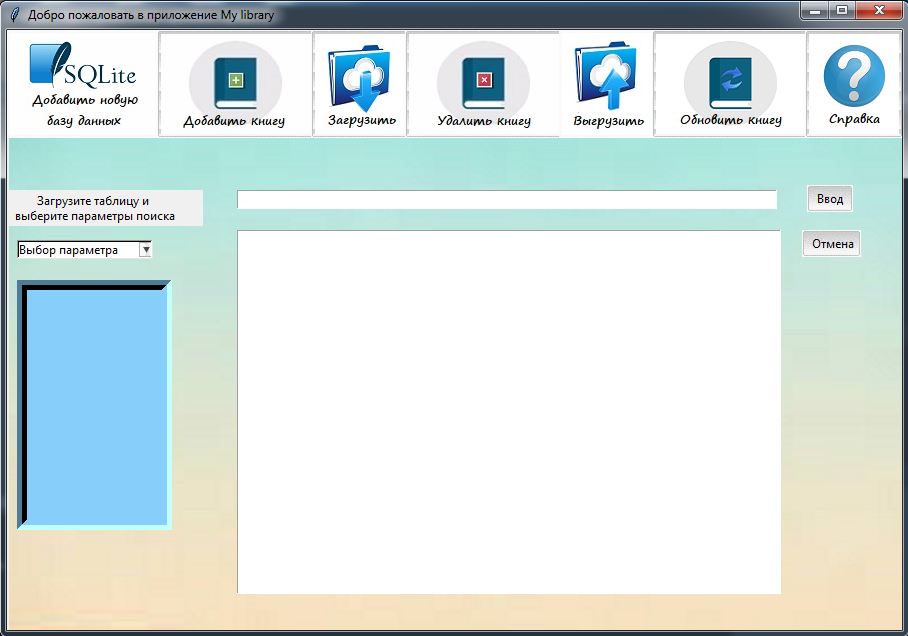 Добро пожаловать в приложение My library
SQLite
Добавить новую
базу данных
Добавить книгу
Загрузить
Удалить книгу
Выгрузить
Обновить книгу
Справка
Загрузите таблицу и
выберите параметры поиска
Ввод
Выбор параметра
Отмена